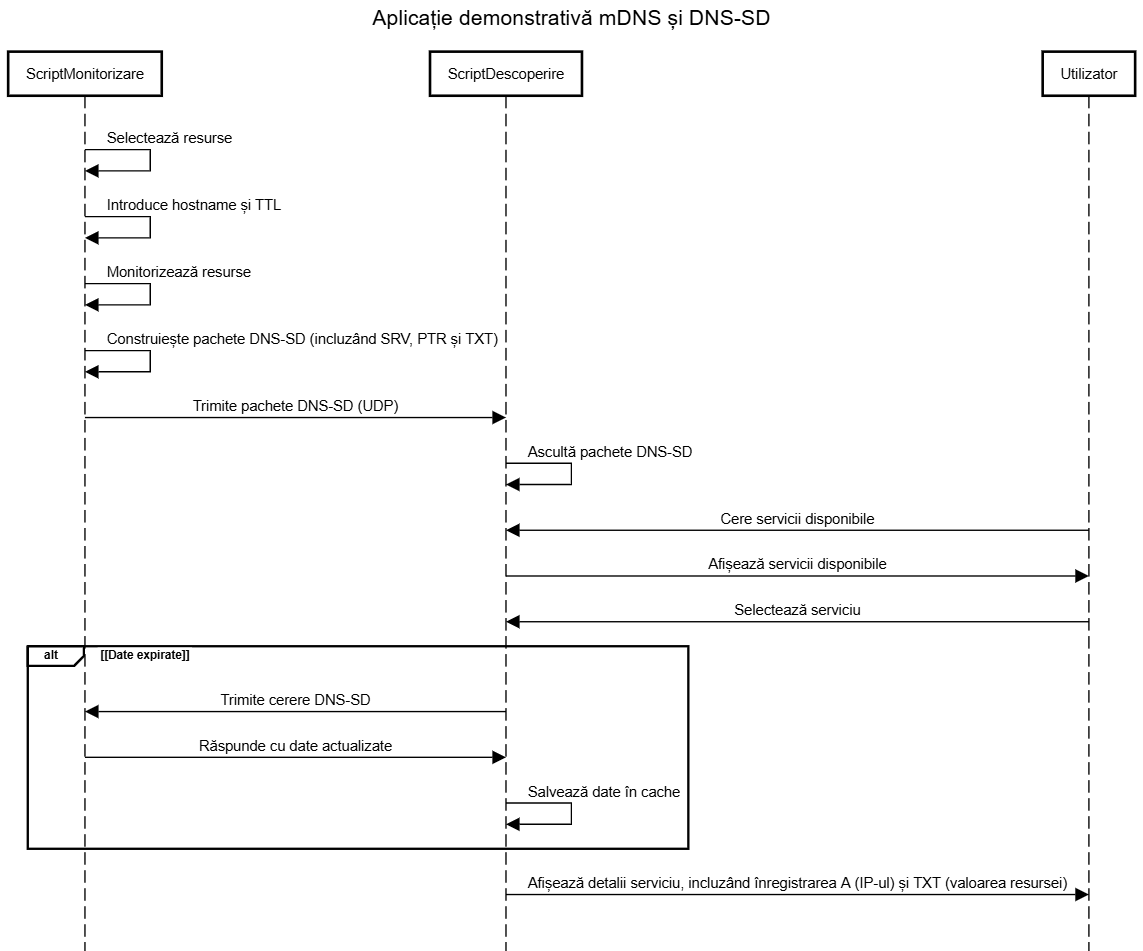 Aplicație demonstrativă mDNS și DNS-SD
ScriptMonitorizare
ScriptDescoperire
Utilizator
Selectează resurse
Introduce hostname și TTL
Monitorizează resurse
Construiește pachete DNS-SD (incluzând SRV, PTR și TXT)
Trimite pachete DNS-SD (UDP)
Ascultă pachete DNS-SD
Cere servicii disponibile
Afișează servicii disponibile
Selectează serviciu
alt
[[Date expirate]]
Trimite cerere DNS-SD
Răspunde cu date actualizate
Salvează date în cache
Afișează detalii serviciu, incluzând înregistrarea A (IP-ul) și TXT (valoarea resursei)